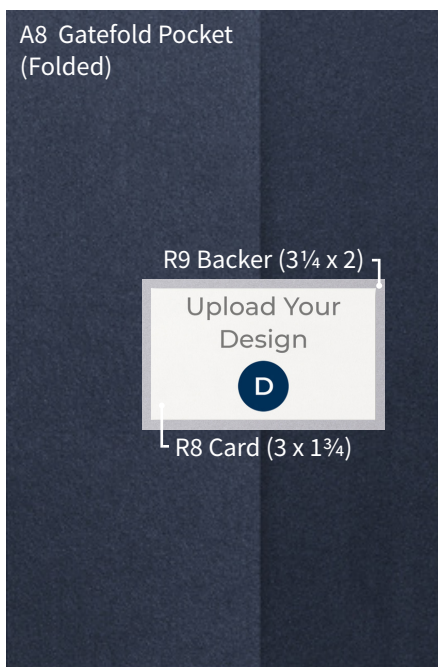 A8 Gatefold Pocket
(Folded)
R9 Backer (3¼ x 2)
Upload Your
Design
D
R8 Card (3 x 1¾)